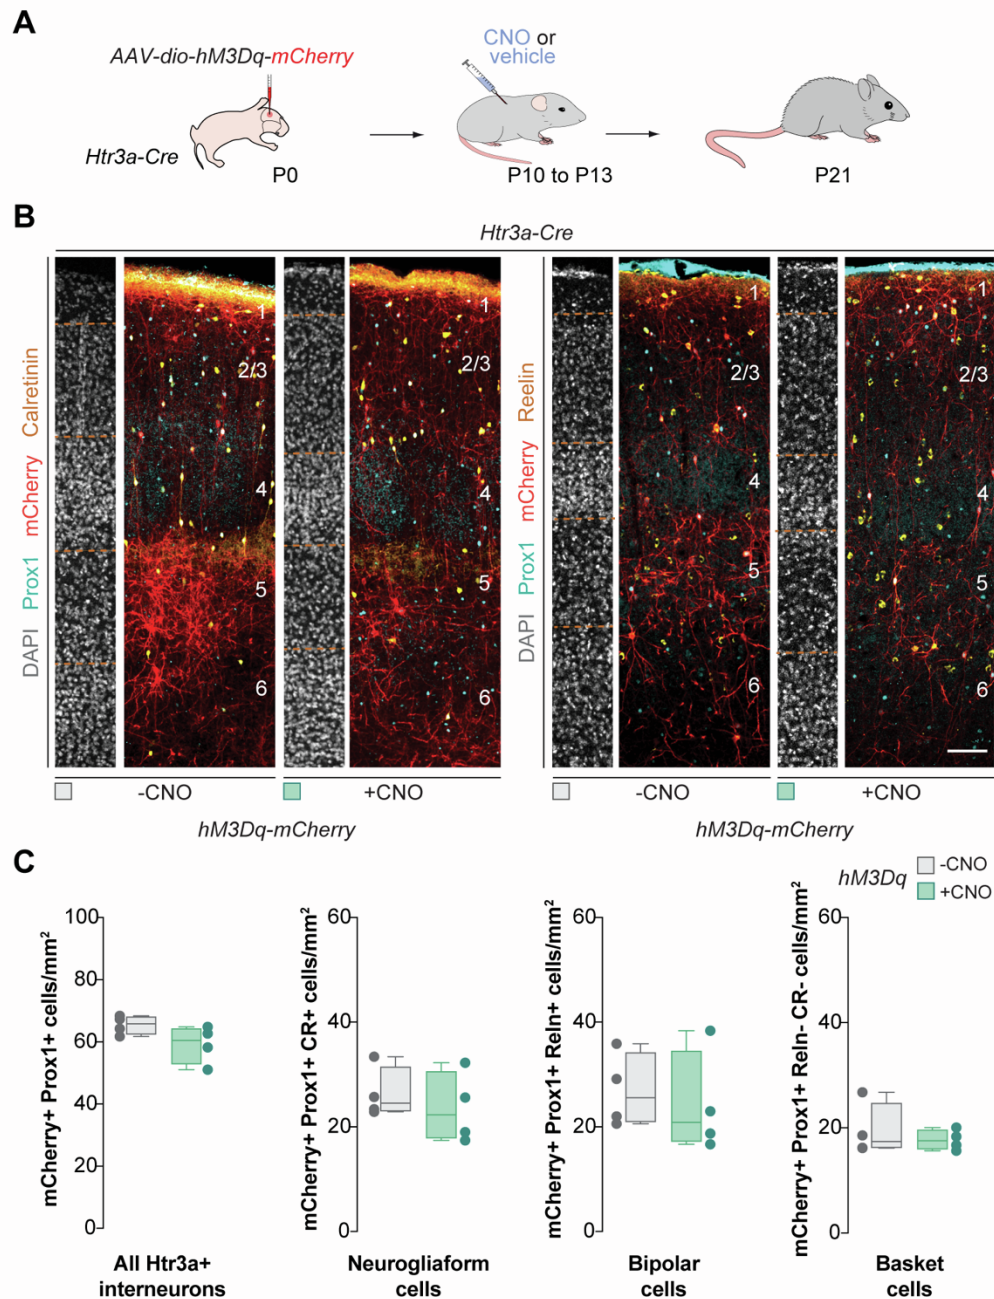 A
AAV-dio-hM3Dq-mCherry
Htr3a-Cre
P0
CNO or
vehicle
P10 to P13
P21
B
Htr3a-Cre
DAPI Prox1 mCherry Calretinin
1
2/3
4
5
6
1
2/3
4
5
6
DAPI Prox1 mCherry Reelin
1
2/3
4
5
6
1
2/3
4
5
6
-CNO
+CNO
-CNO
+CNO
hM3Dq-mCherry
hM3Dq-mCherry
C
hM3Dq
-CNO
+CNO
mCherry+ Prox1+ cells/mm²
100
80
60
40
20
0
All Htr3a+
interneurons
mCherry+ Prox1+ CR+ cells/mm²
60
40
20
0
Neurogliaform
cells
mCherry+ Prox1+ Reln+ cells/mm²
60
40
20
0
Bipolar
cells
mCherry+ Prox1+ Reln- CR- cells/mm²
60
40
20
0
Basket
cells